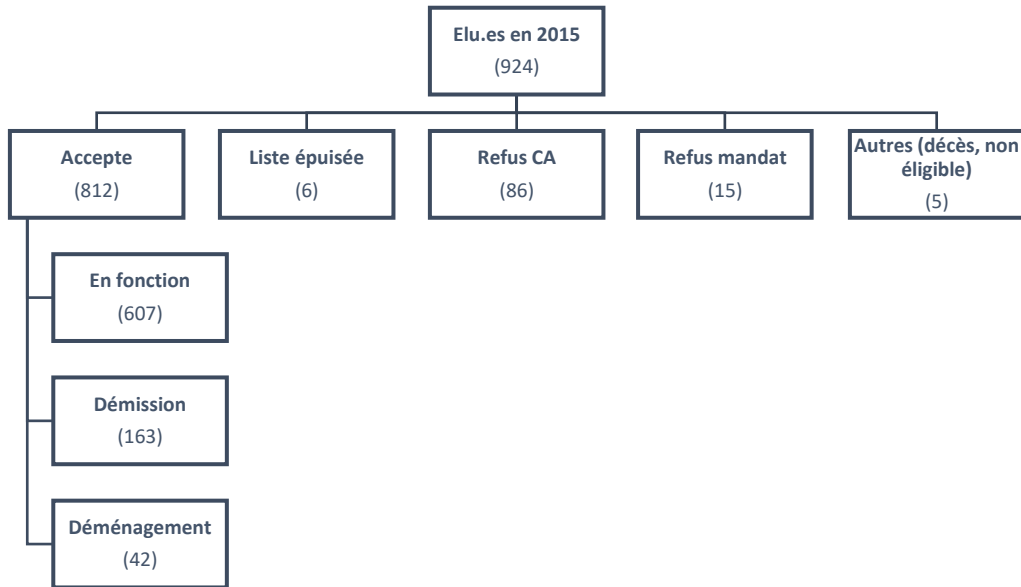 Elu.es en 2015
(924)
Accepte
(812)
Liste épuisée
(6)
Refus CA
(86)
Refus mandat
(15)
Autres (décès, non
éligible)
(5)
En fonction
(607)
Démission
(163)
Déménagement
(42)